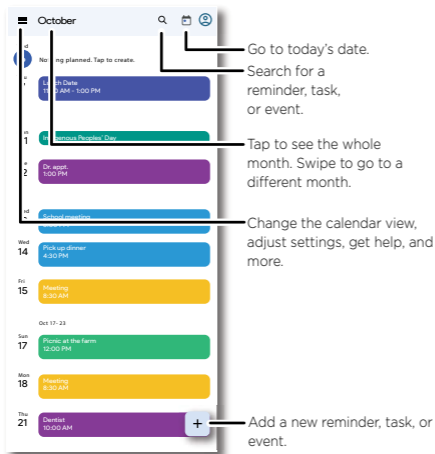 October
Nothing planned. Tap to create.
Lunch Date
11:00 AM - 1:00 PM
Indigenous Peoples' Day
Dr. appt.
1:00 PM
School meeting
Wed
14
Pick up dinner
4:30 PM
Fri
15
Meeting
8:30 AM
Oct 17- 23
Sun
17
Picnic at the farm
12:00 PM
Mon
18
Meeting
8:30 AM
Thu
21
Dentist
10:00 AM
+
Go to today's date.
Search for a
reminder, task,
or event.
Tap to see the whole
month. Swipe to go to a
different month.
Change the calendar view,
adjust settings, get help, and
more.
Add a new reminder, task, or
event.